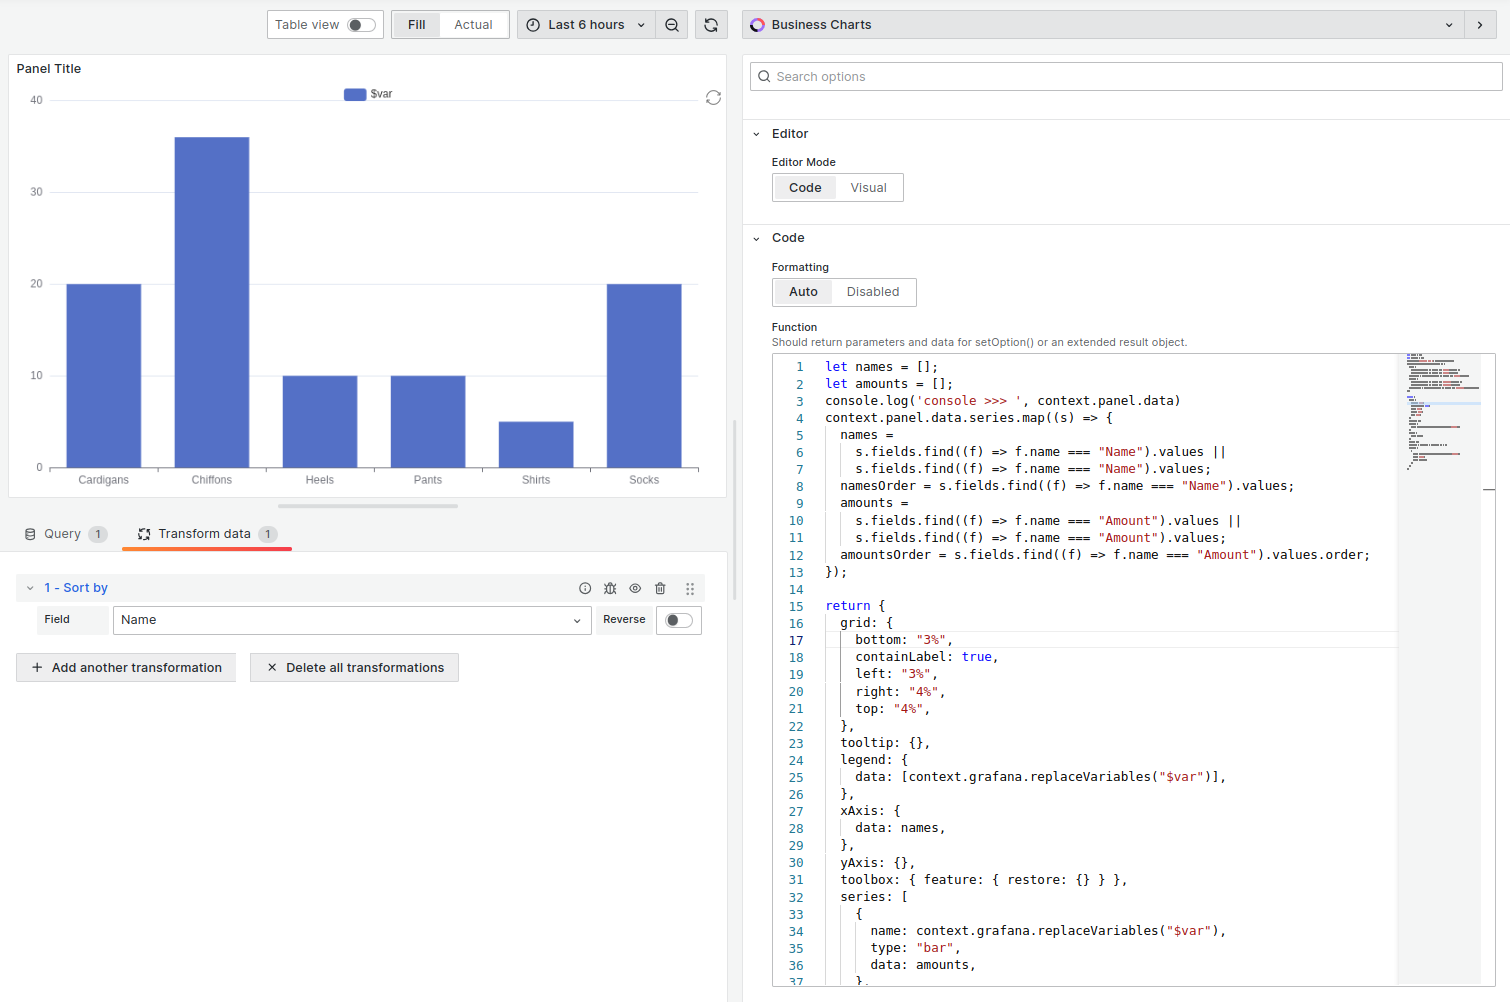 Table view
Fill
Actual
Last 6 hours
Business Charts
Panel Title
$var
40
30
20
10
0
Cardigans
Chiffons
Heels
Pants
Shirts
Socks
Query 1
Transform data 1
1 - Sort by
Field
Name
Reverse
Add another transformation
Delete all transformations
Search options
Editor
Editor Mode
Code
Visual
Code
Formatting
Auto
Disabled
Function
Should return parameters and data for setOption() or an extended result object.
1 let names = [];
2 let amounts = [];
3 console.log('console >>> ', context.panel.data)
4 context.panel.data.series.map((s) => {
5 names =
6 s.fields.find((f) => f.name === "Name").values ||
7 s.fields.find((f) => f.name === "Name").values;
8 namesOrder = s.fields.find((f) => f.name === "Name").values;
9 amounts =
10 s.fields.find((f) => f.name === "Amount").values ||
11 s.fields.find((f) => f.name === "Amount").values;
12 amountsOrder = s.fields.find((f) => f.name === "Amount").values.order;
13 });
14
15 return {
16 grid: {
17 bottom: "3%",
18 containLabel: true,
19 left: "3%",
20 right: "4%",
21 top: "4%",
22 },
23 tooltip: {},
24 legend: {
25 data: [context.grafana.replaceVariables("$var")],
26 },
27 xAxis: {
28 data: names,
29 },
30 yAxis: {},
31 toolbox: { feature: { restore: {} } },
32 series: [
33 {
34 name: context.grafana.replaceVariables("$var"),
35 type: "bar",
36 data: amounts,
37 },